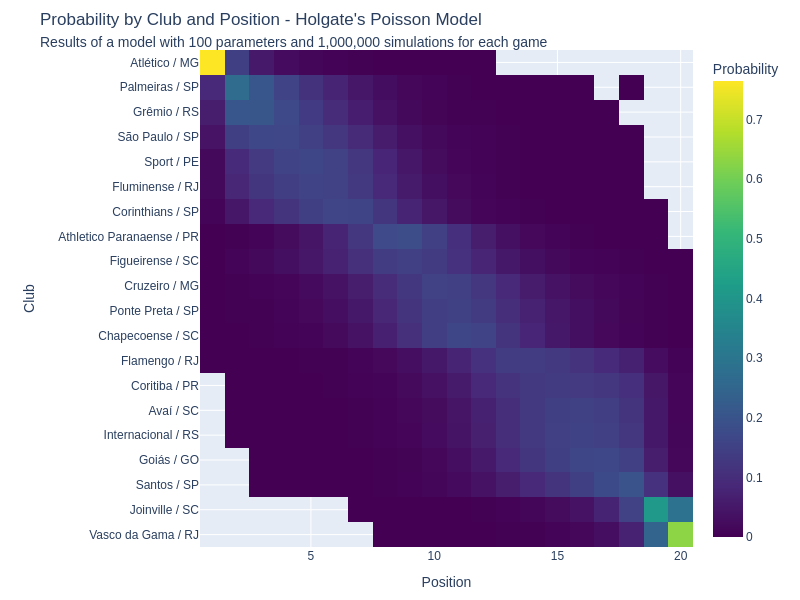 Probability by Club and Position - Holgate's Poisson Model
Results of a model with 100 parameters and 1,000,000 simulations for each game
Probability
Atlético / MG
Palmeiras / SP
Grêmio / RS
São Paulo / SP
Sport / PE
Fluminense / RJ
Corinthians / SP
Athletico Paranaense / PR
Figueirense / SC
Cruzeiro / MG
Ponte Preta / SP
Chapecoense / SC
Flamengo / RJ
Coritiba / PR
Avaí / SC
Internacional / RS
Goiás / GO
Santos / SP
Joinville / SC
Vasco da Gama / RJ
Club
5
10
15
20
Position
0.7
0.6
0.5
0.4
0.3
0.2
0.1
0